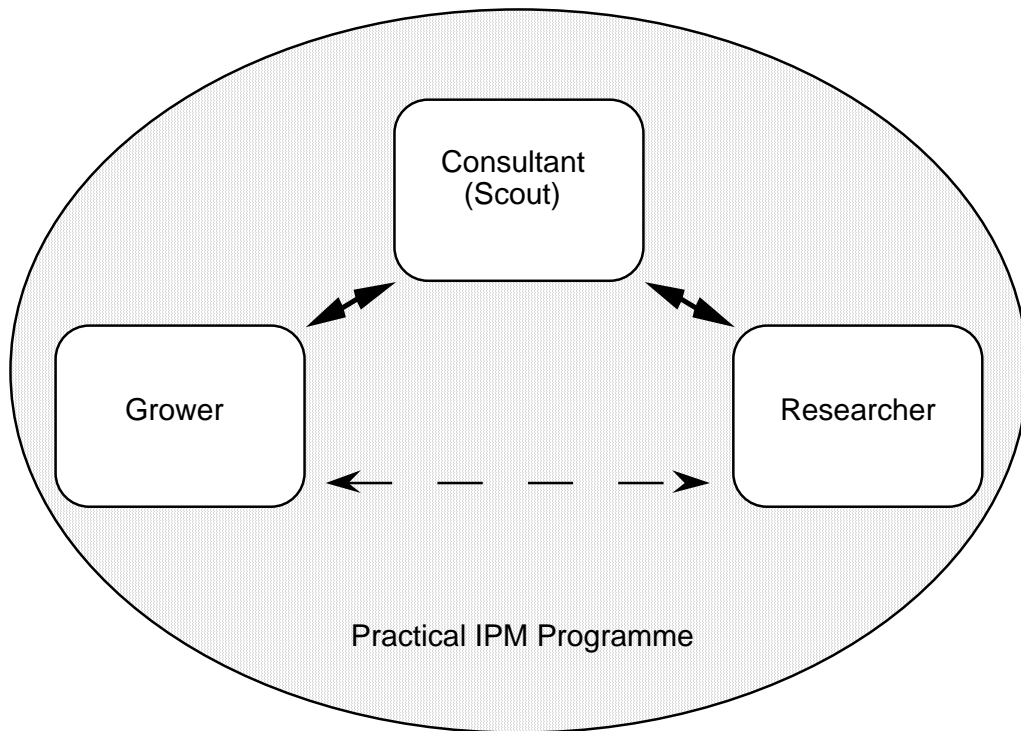 Consultant
(Scout)
Grower
Researcher
Practical IPM Programme